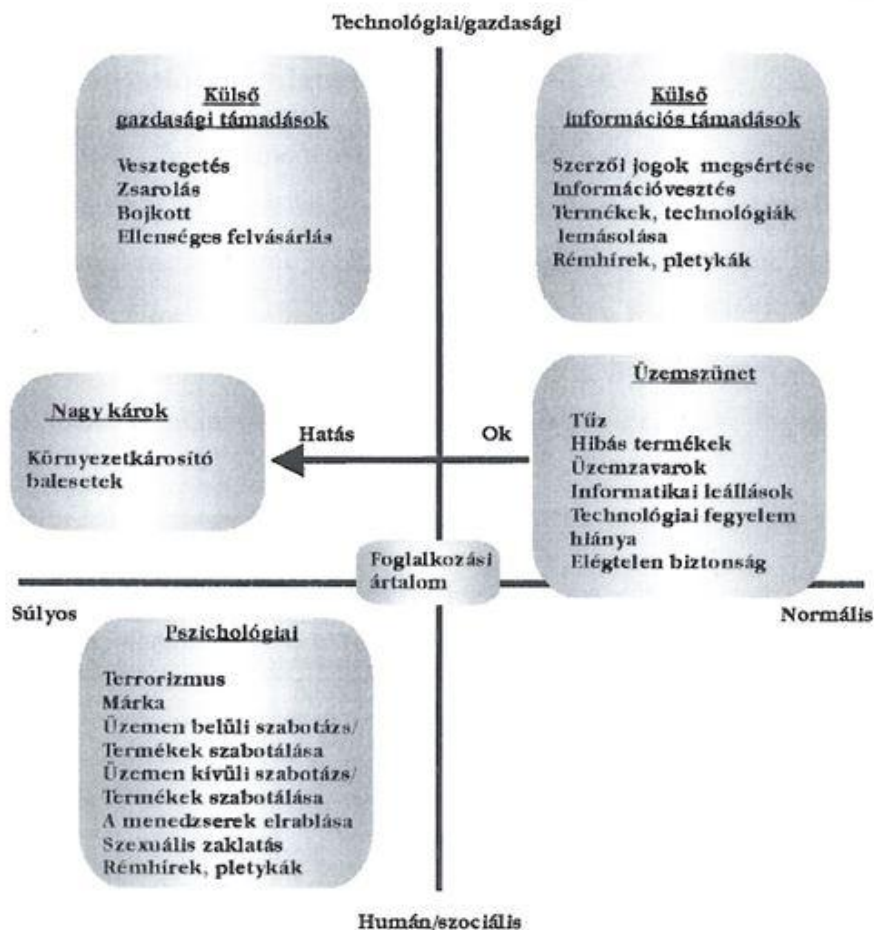 Technológiai/gazdasági
Külső
gazdasági támadások
Vesztegetés
Zsarolás
Bojkott
Ellenséges felvásárlás
Külső
információs támadások
Szerzői jogok megsértése
Információvesztés
Termékek, technológiák
lemásolása
Rémhírek, pletykák
Nagy károk
Környezetkárosító
balesetek
Hatás
Ok
Üzemszünet
Tűz
Hibás termékek
Üzemzavarok
Informatikai leállások
Technológiai fegyelem
hiánya
Elégtelen biztonság
Foglalkozási
ártalom
Súlyos
Normális
Pszichológiai
Terrorizmus
Márka
Üzemen belüli szabotázs/
Termékek szabotálása
Üzemen kívüli szabotázs/
Termékek szabotálása
A menedzserek elrablása
Szexuális zaklatás
Rémhírek, pletykák
Humán/szociális